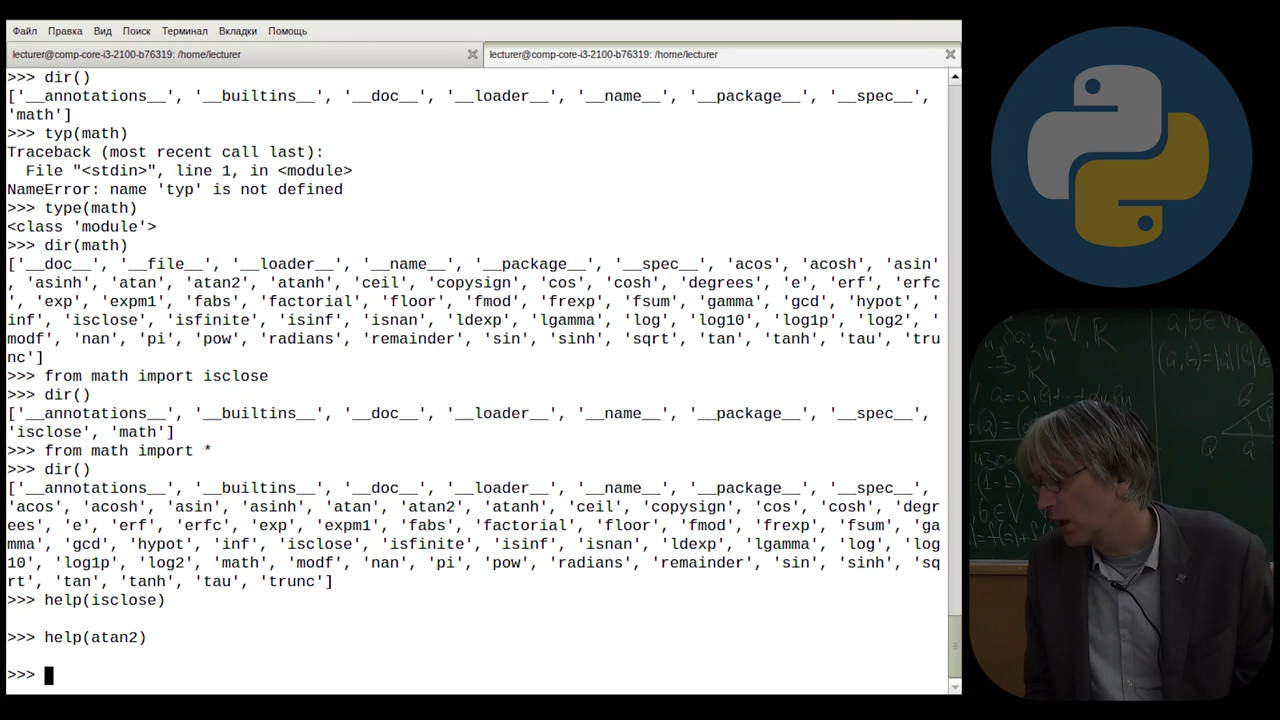 Файл Правка Вид Поиск Терминал Вкладки Помощь
lecturer@comp-core-i3-2100-b76319: /home/lecturer
lecturer@comp-core-i3-2100-b76319: /home/lecturer
>>> dir()
['__annotations__', '__builtins__', '__doc__', '__loader__', '__name__', '__package__', '__spec__',
'math']
>>> typ(math)
Traceback (most recent call last):
File "<stdin>", line 1, in <module>
NameError: name 'typ' is not defined
>>> type(math)
<class 'module'>
>>> dir(math)
['__doc__', '__file__', '__loader__', '__name__', '__package__', '__spec__', 'acos', 'acosh', 'asin'
, 'asinh', 'atan', 'atan2', 'atanh', 'ceil', 'copysign', 'cos', 'cosh', 'degrees', 'e', 'erf', 'erfc
', 'exp', 'expm1', 'fabs', 'factorial', 'floor', 'fmod', 'frexp', 'fsum', 'gamma', 'gcd', 'hypot', '
inf', 'isclose', 'isfinite', 'isinf', 'isnan', 'ldexp', 'lgamma', 'log', 'log10', 'log1p', 'log2', '
modf', 'nan', 'pi', 'pow', 'radians', 'remainder', 'sin', 'sinh', 'sqrt', 'tan', 'tanh', 'tau', 'tru
nc']
>>> from math import isclose
>>> dir()
['__annotations__', '__builtins__', '__doc__', '__loader__', '__name__', '__package__', '__spec__',
'isclose', 'math']
>>> from math import *
>>> dir()
['__annotations__', '__builtins__', '__doc__', '__loader__', '__name__', '__package__', '__spec__',
'acos', 'acosh', 'asin', 'asinh', 'atan', 'atan2', 'atanh', 'ceil', 'copysign', 'cos', 'cosh', 'degr
ees', 'e', 'erf', 'erfc', 'exp', 'expm1', 'fabs', 'factorial', 'floor', 'fmod', 'frexp', 'fsum', 'ga
mma', 'gcd', 'hypot', 'inf', 'isclose', 'isfinite', 'isinf', 'isnan', 'ldexp', 'lgamma', 'log', 'log
10', 'log1p', 'log2', 'math', 'modf', 'nan', 'pi', 'pow', 'radians', 'remainder', 'sin', 'sinh', 'sq
rt', 'tan', 'tanh', 'tau', 'trunc']
>>> help(isclose)
>>> help(atan2)
>>>